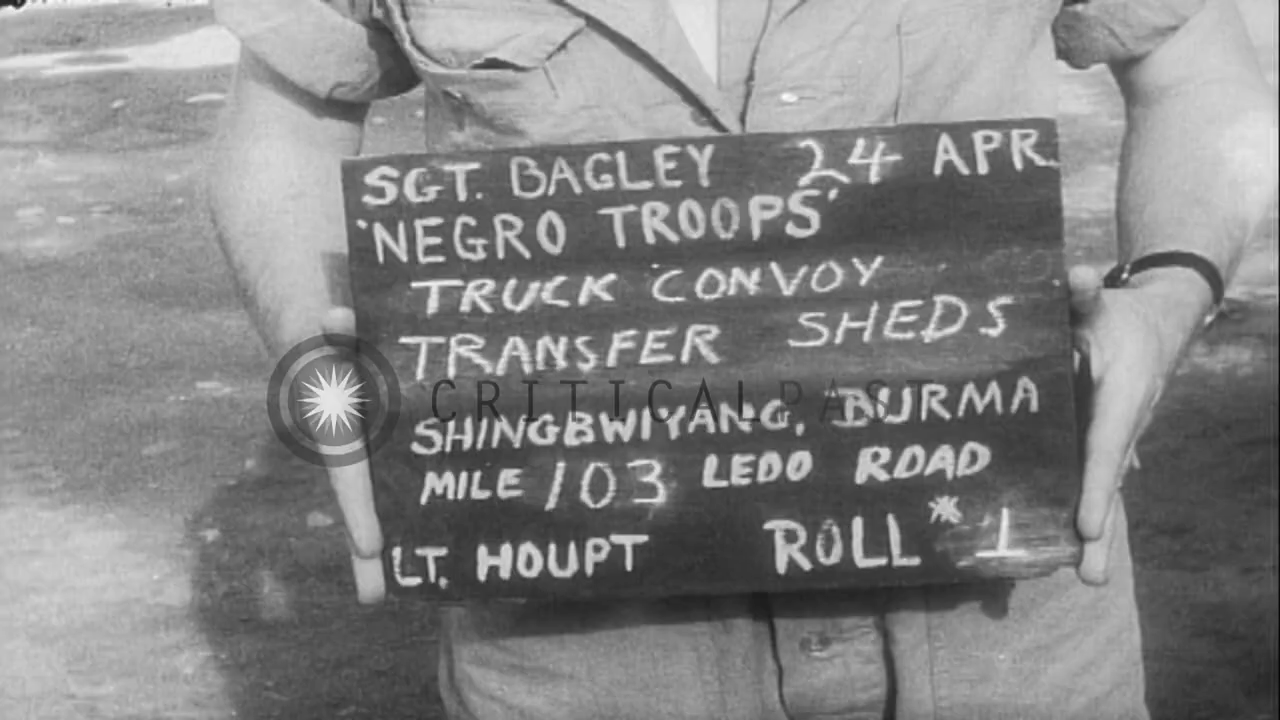 SGT. BAGLEY 24 APR.
'NEGRO TROOPS'
TRUCK CONVOY
TRANSFER SHEDS
CRITICALPAST
SHINGBWIYANG, BURMA
MILE 103 LEDO ROAD
LT. HOUPT ROLL # 1